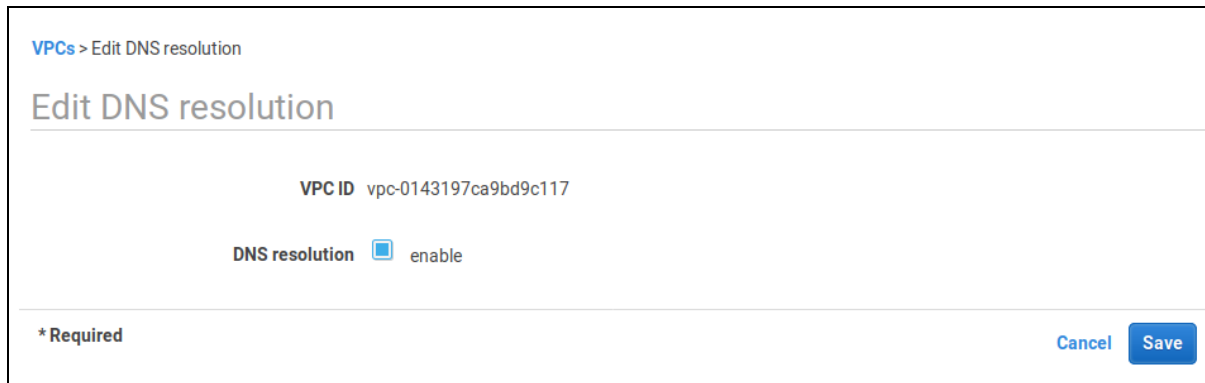 VPCs > Edit DNS resolution
Edit DNS resolution
VPC ID vpc-0143197ca9bd9c117
DNS resolution enable
* Required
Cancel Save